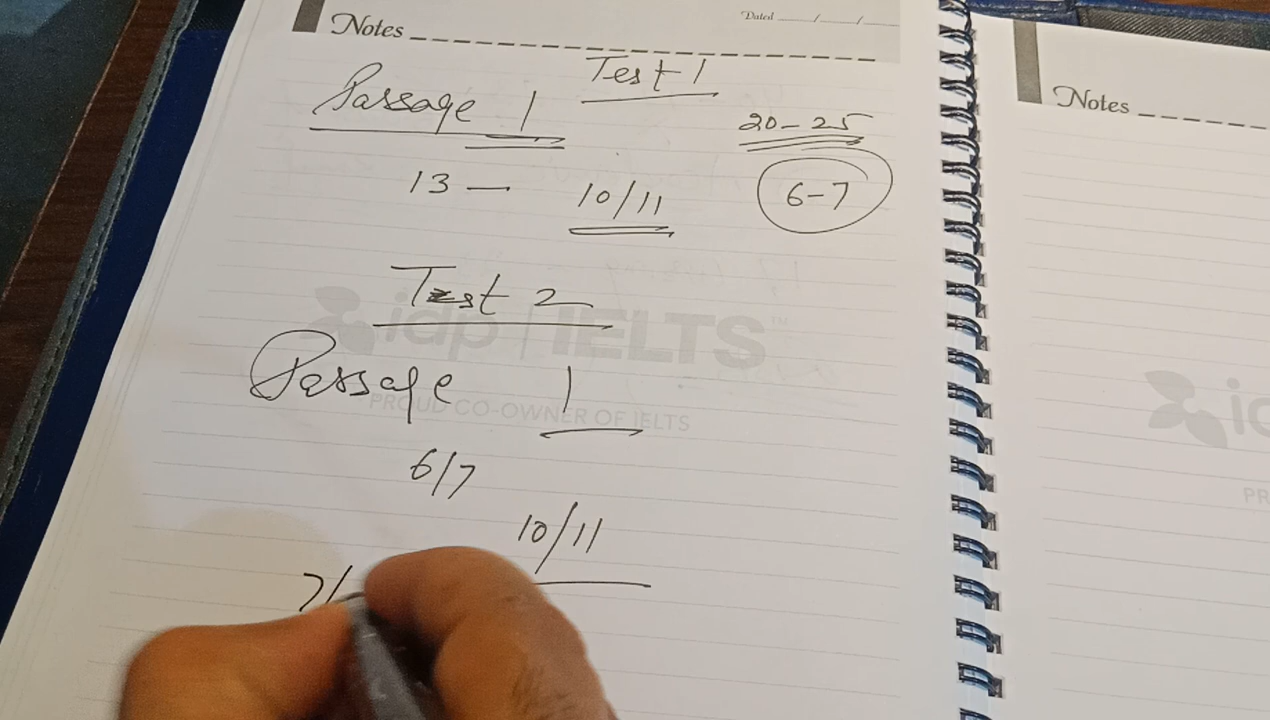 Notes
Dated / /
Test 1
Passage 1
20-25
13 — 10/11
6-7
Test 2
idp | IELTS™
Passage 1
PROUD CO-OWNER OF IELTS
6/7
10/11
Notes